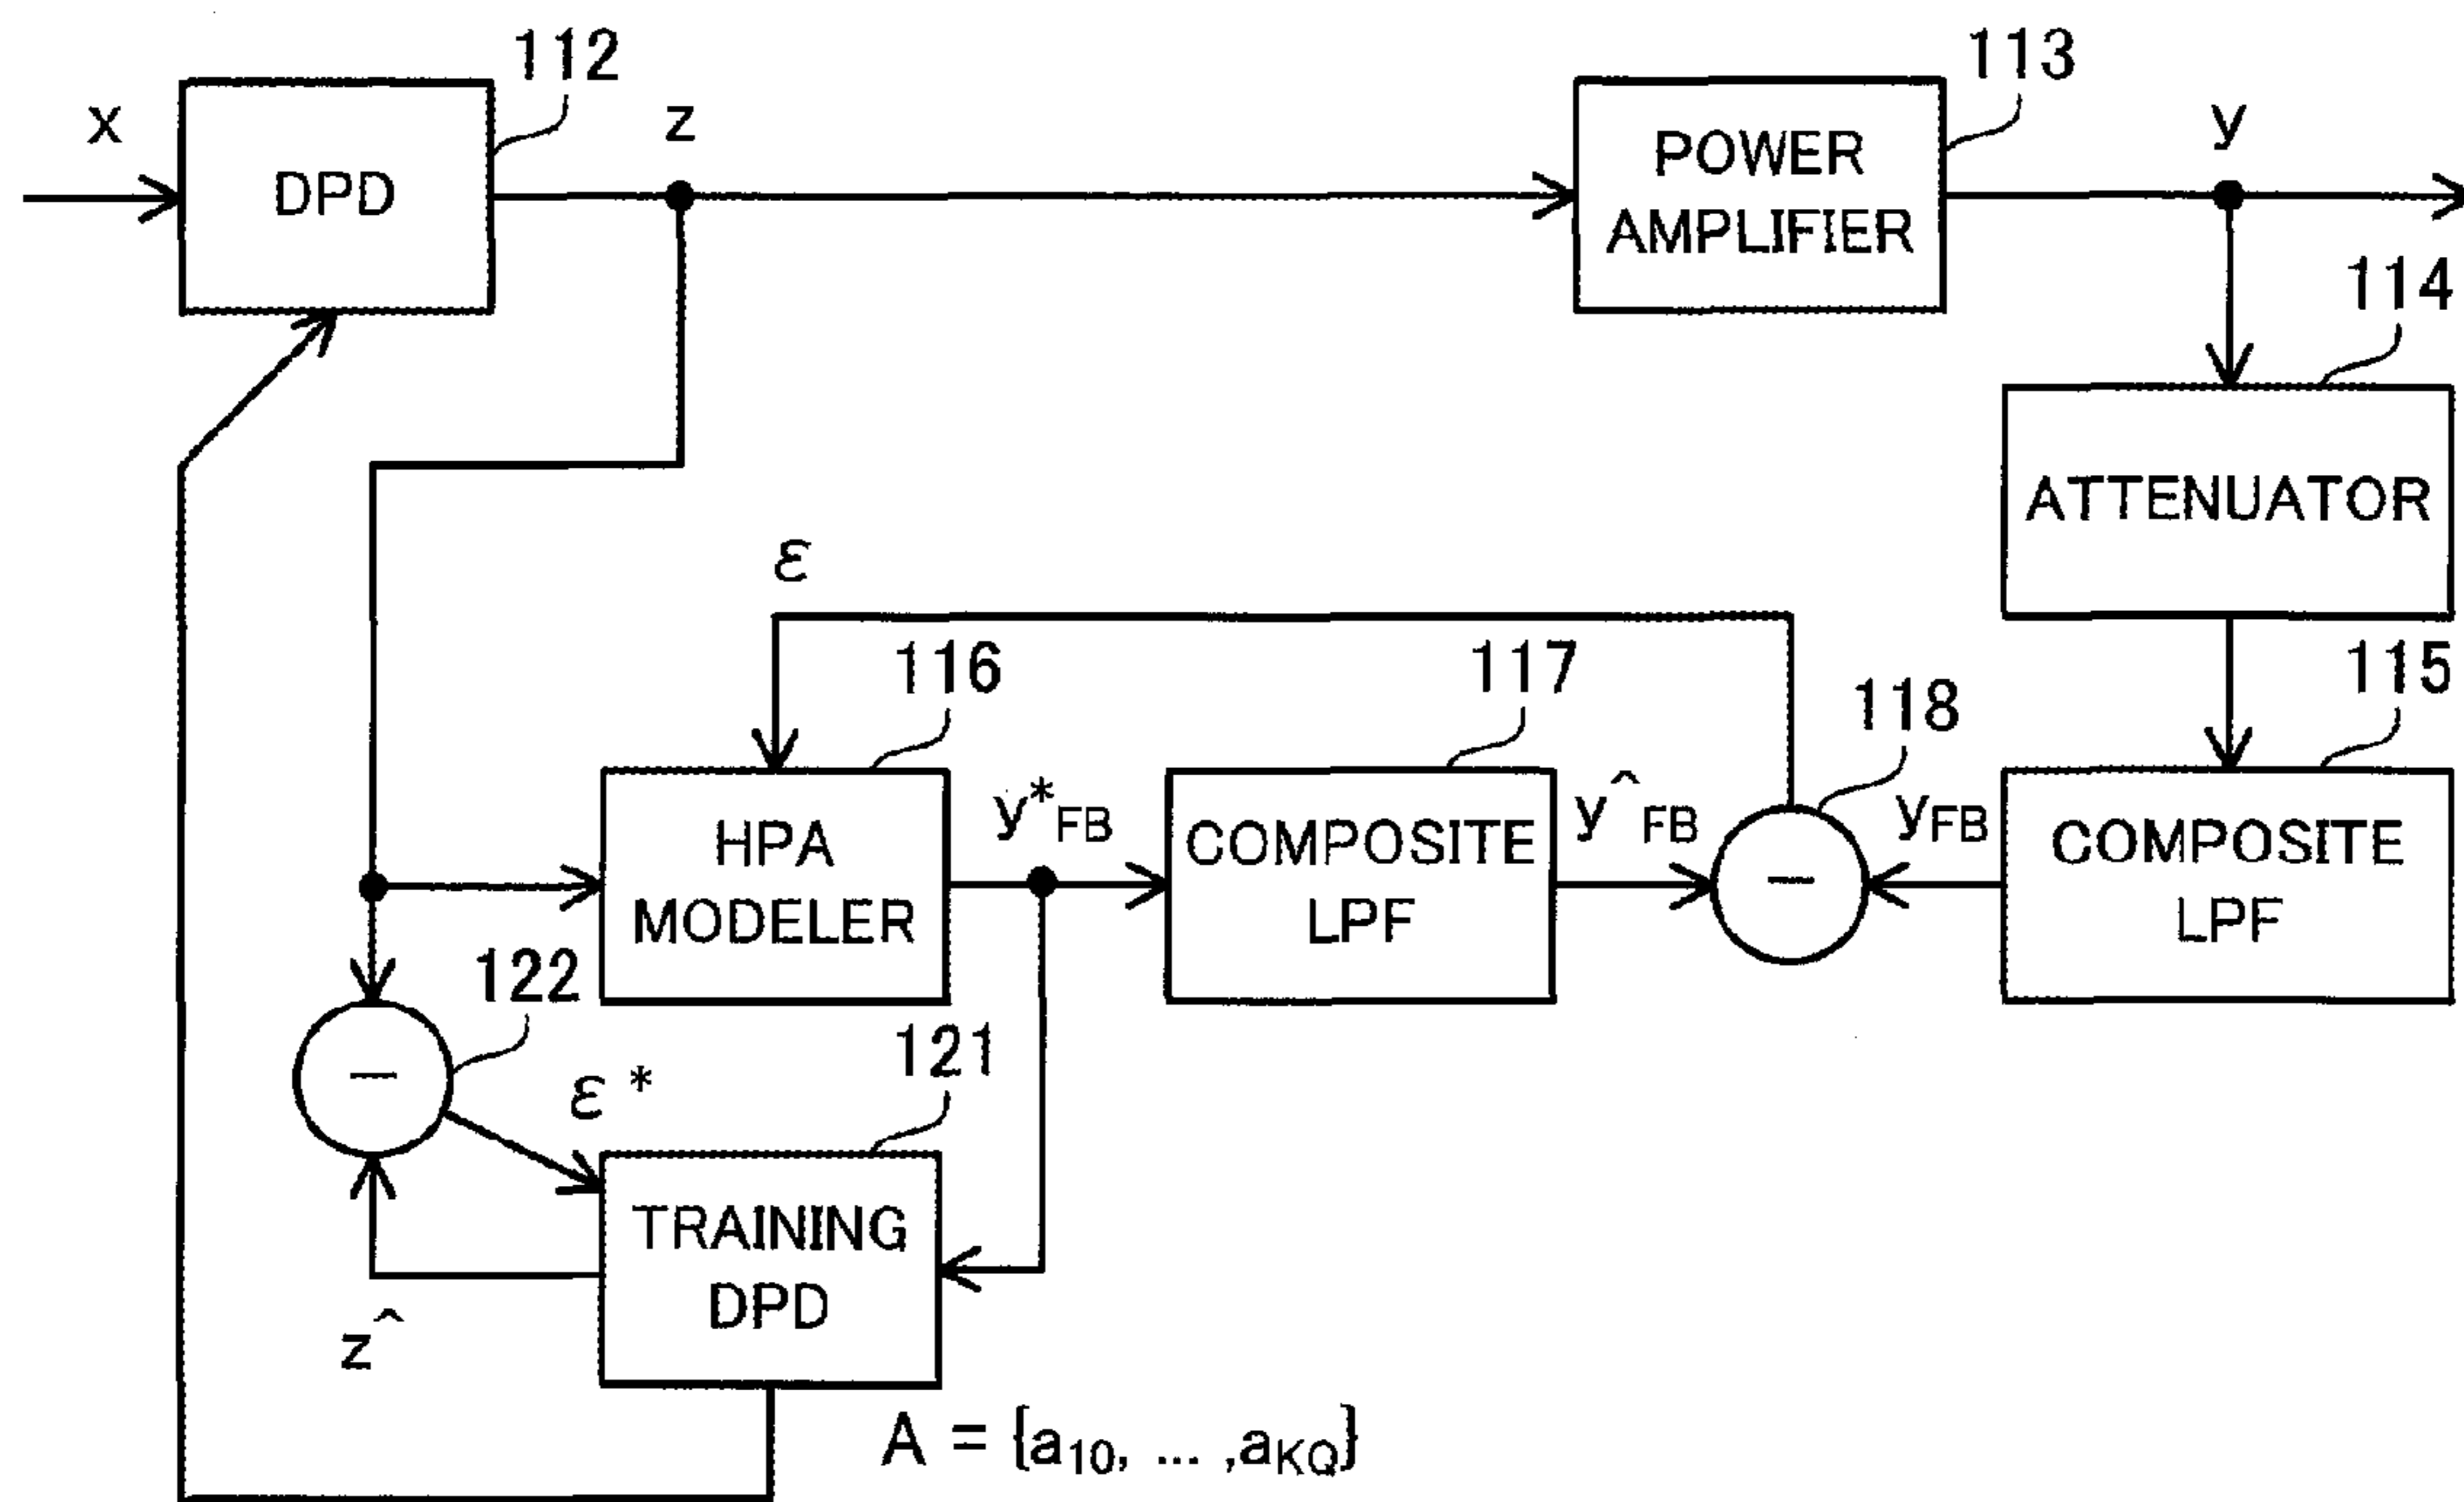 112
113
x
DPD
z
POWER
AMPLIFIER
y
114
ATTENUATOR
ε
116
117
118
115
HPA
MODELER
y*FB
COMPOSITE
LPF
y^FB
−
yFB
COMPOSITE
LPF
122
−
ε*
121
TRAINING
DPD
z^
A = {a10, ... ,aKQ}